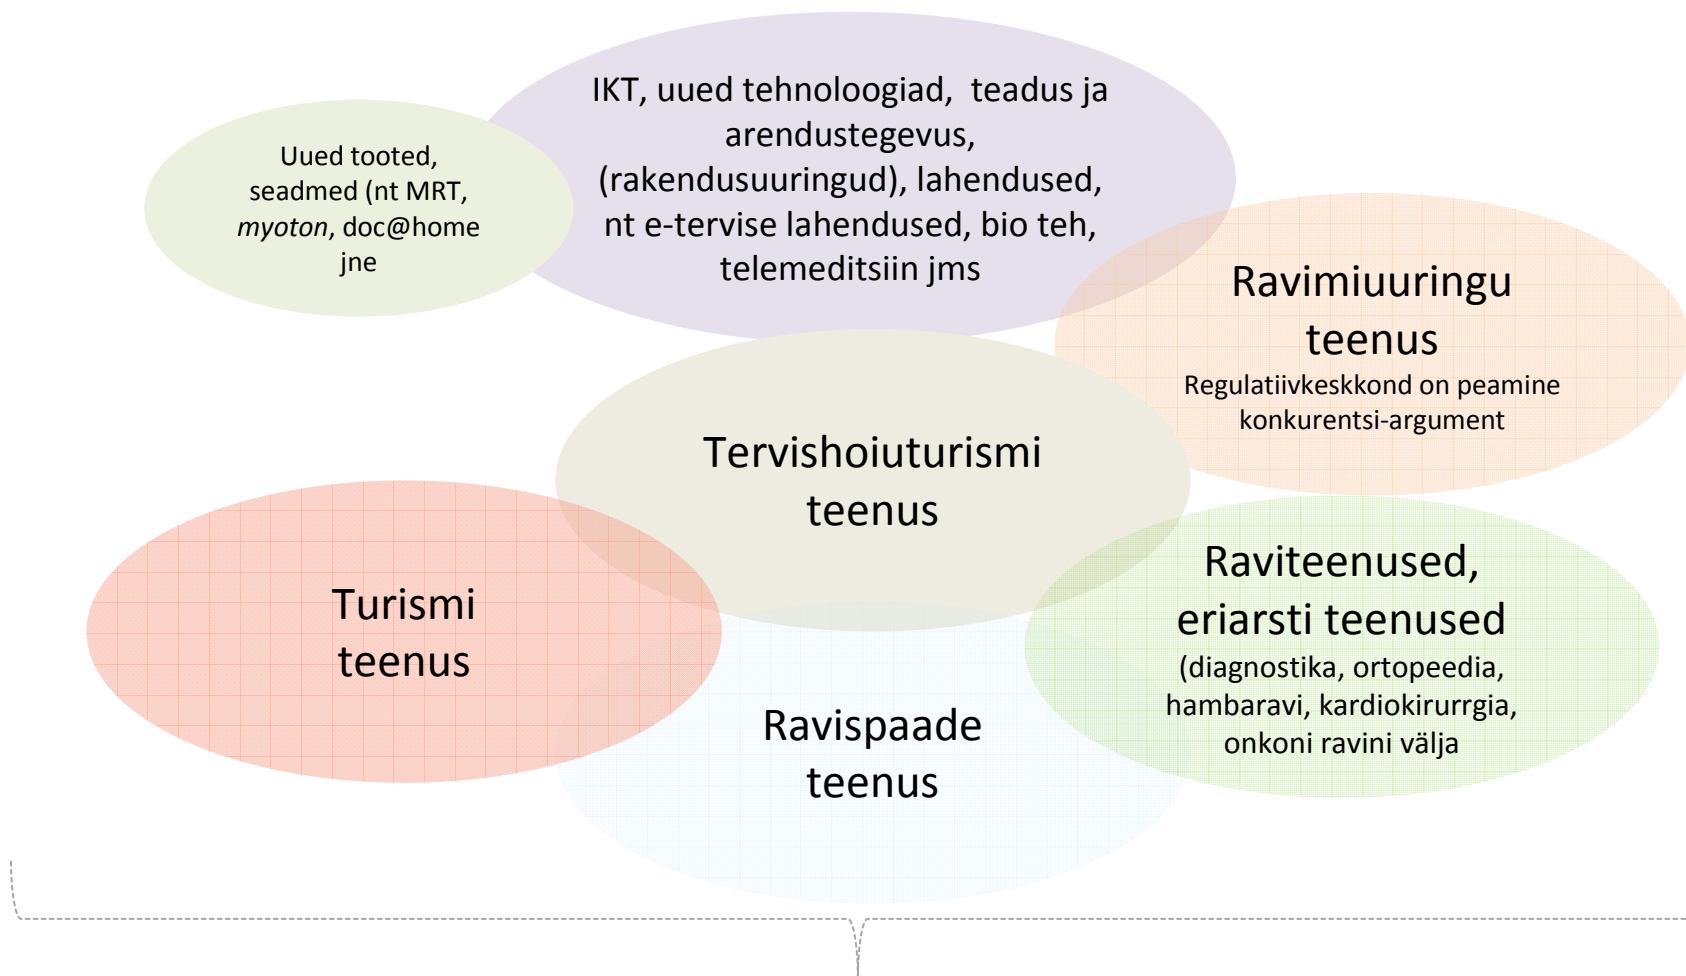 IKT, uued tehnoloogiad, teadus ja
arendustegevus,
(rakendusuuringud), lahendused,
nt e-tervise lahendused, bio teh,
telemeditsiin jms
Uued tooted,
seadmed (nt MRT,
myoton, doc@home
jne
Ravimiuuringu
teenus
Regulatiivkeskkond on peamine
konkurentsi-argument
Tervishoiuturismi
teenus
Turismi
teenus
Raviteenused,
eriarsti teenused
(diagnostika, ortopeedia,
hambaravi, kardiokirurrgia,
onkoni ravini välja
Ravispaade
teenus